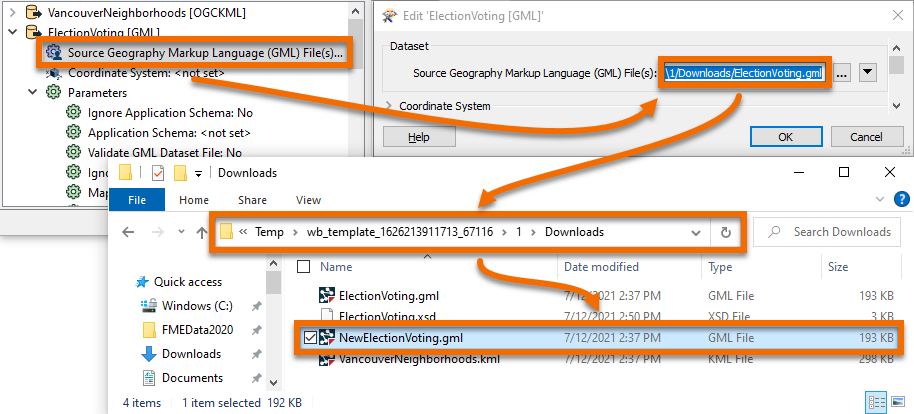 VancouverNeighborhoods [OGCKML]
ElectionVoting [GML]
Source Geography Markup Language (GML) File(s)...
Coordinate System: <not set>
Parameters
Ignore Application Schema: No
Application Schema: <not set>
Validate GML Dataset File: No
Igno
Map
Edit 'ElectionVoting [GML]'
Dataset
Source Geography Markup Language (GML) File(s): \1/Downloads/ElectionVoting.gml ...
Coordinate System
Help OK Cancel
Downloads
File Home Share View
« Temp > wb_template_1626213911713_67116 > 1 > Downloads Search Downloads
Name Date modified Type Size
Quick access
Windows (C:)
FMEData2020
Downloads
Documents
ElectionVoting.gml 7/12/2021 2:37 PM GML File 193 KB
ElectionVoting.xsd 7/12/2021 2:50 PM XSD File 3 KB
NewElectionVoting.gml 7/12/2021 2:37 PM GML File 193 KB
VancouverNeighborhoods.kml 7/12/2021 2:37 PM KML File 298 KB
4 items 1 item selected 192 KB